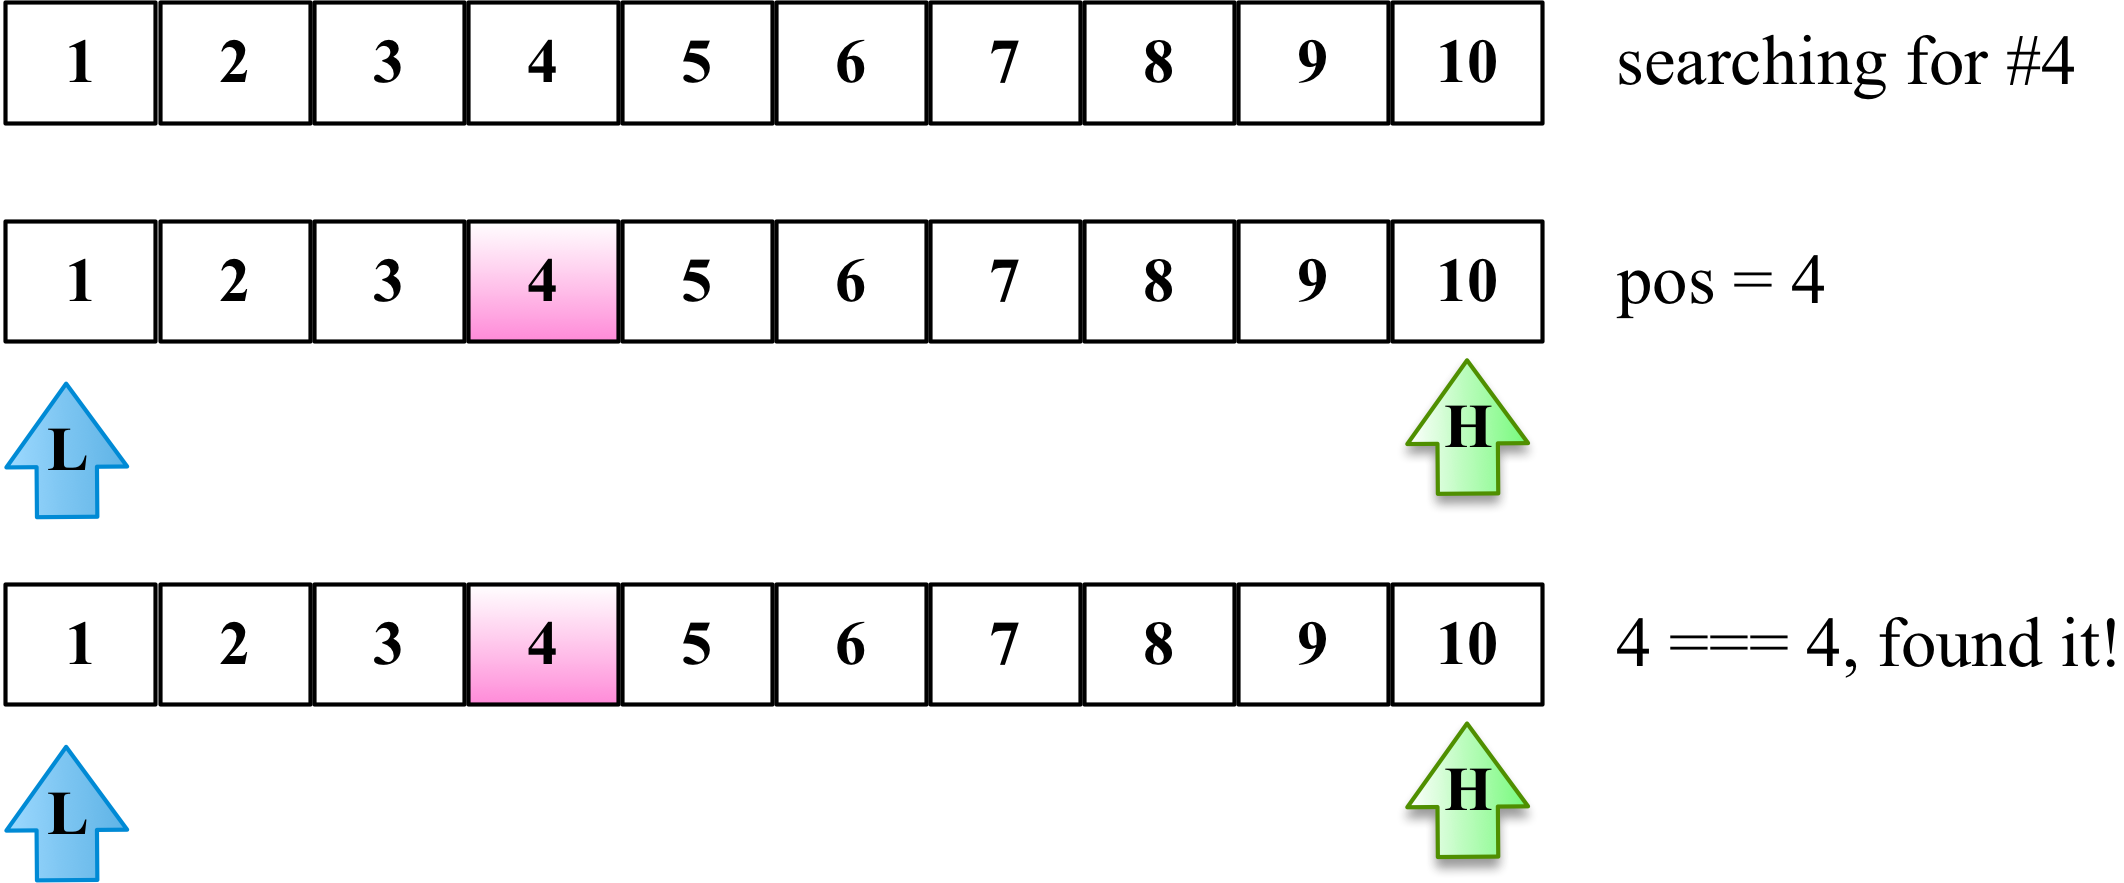 1 2 3 4 5 6 7 8 9 10 searching for #4
1 2 3 4 5 6 7 8 9 10 pos = 4
L H
1 2 3 4 5 6 7 8 9 10 4 === 4, found it!
L H